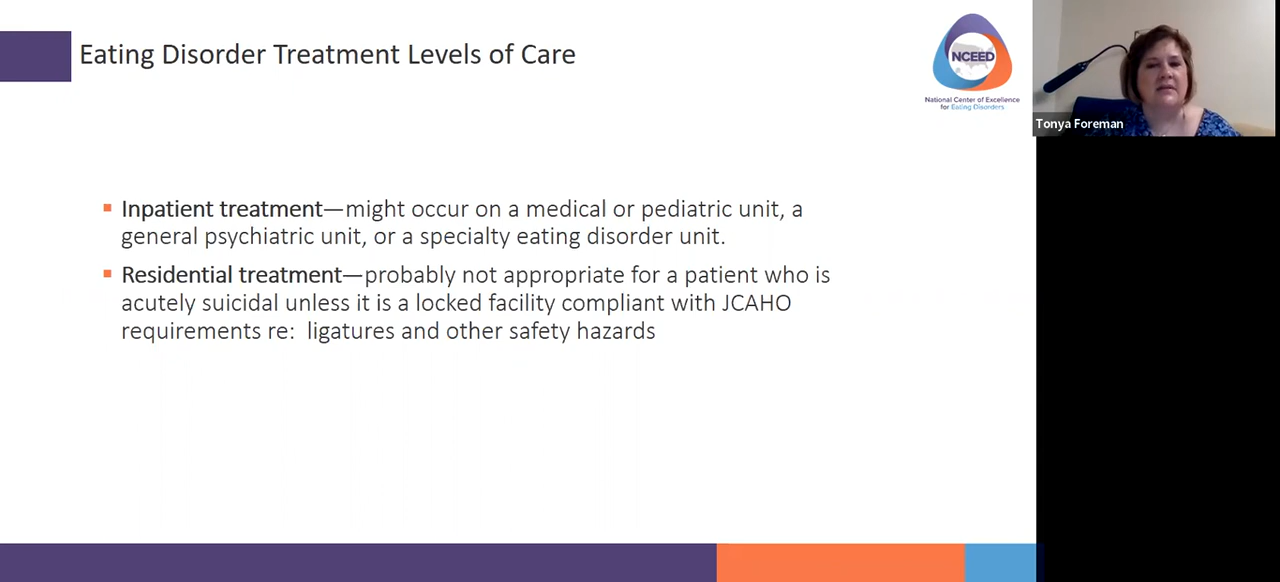 Eating Disorder Treatment Levels of Care
NCEED
National Center of Excellence
for Eating Disorders
Tonya Foreman
Inpatient treatment—might occur on a medical or pediatric unit, a
general psychiatric unit, or a specialty eating disorder unit.
Residential treatment—probably not appropriate for a patient who is
acutely suicidal unless it is a locked facility compliant with JCAHO
requirements re:  ligatures and other safety hazards